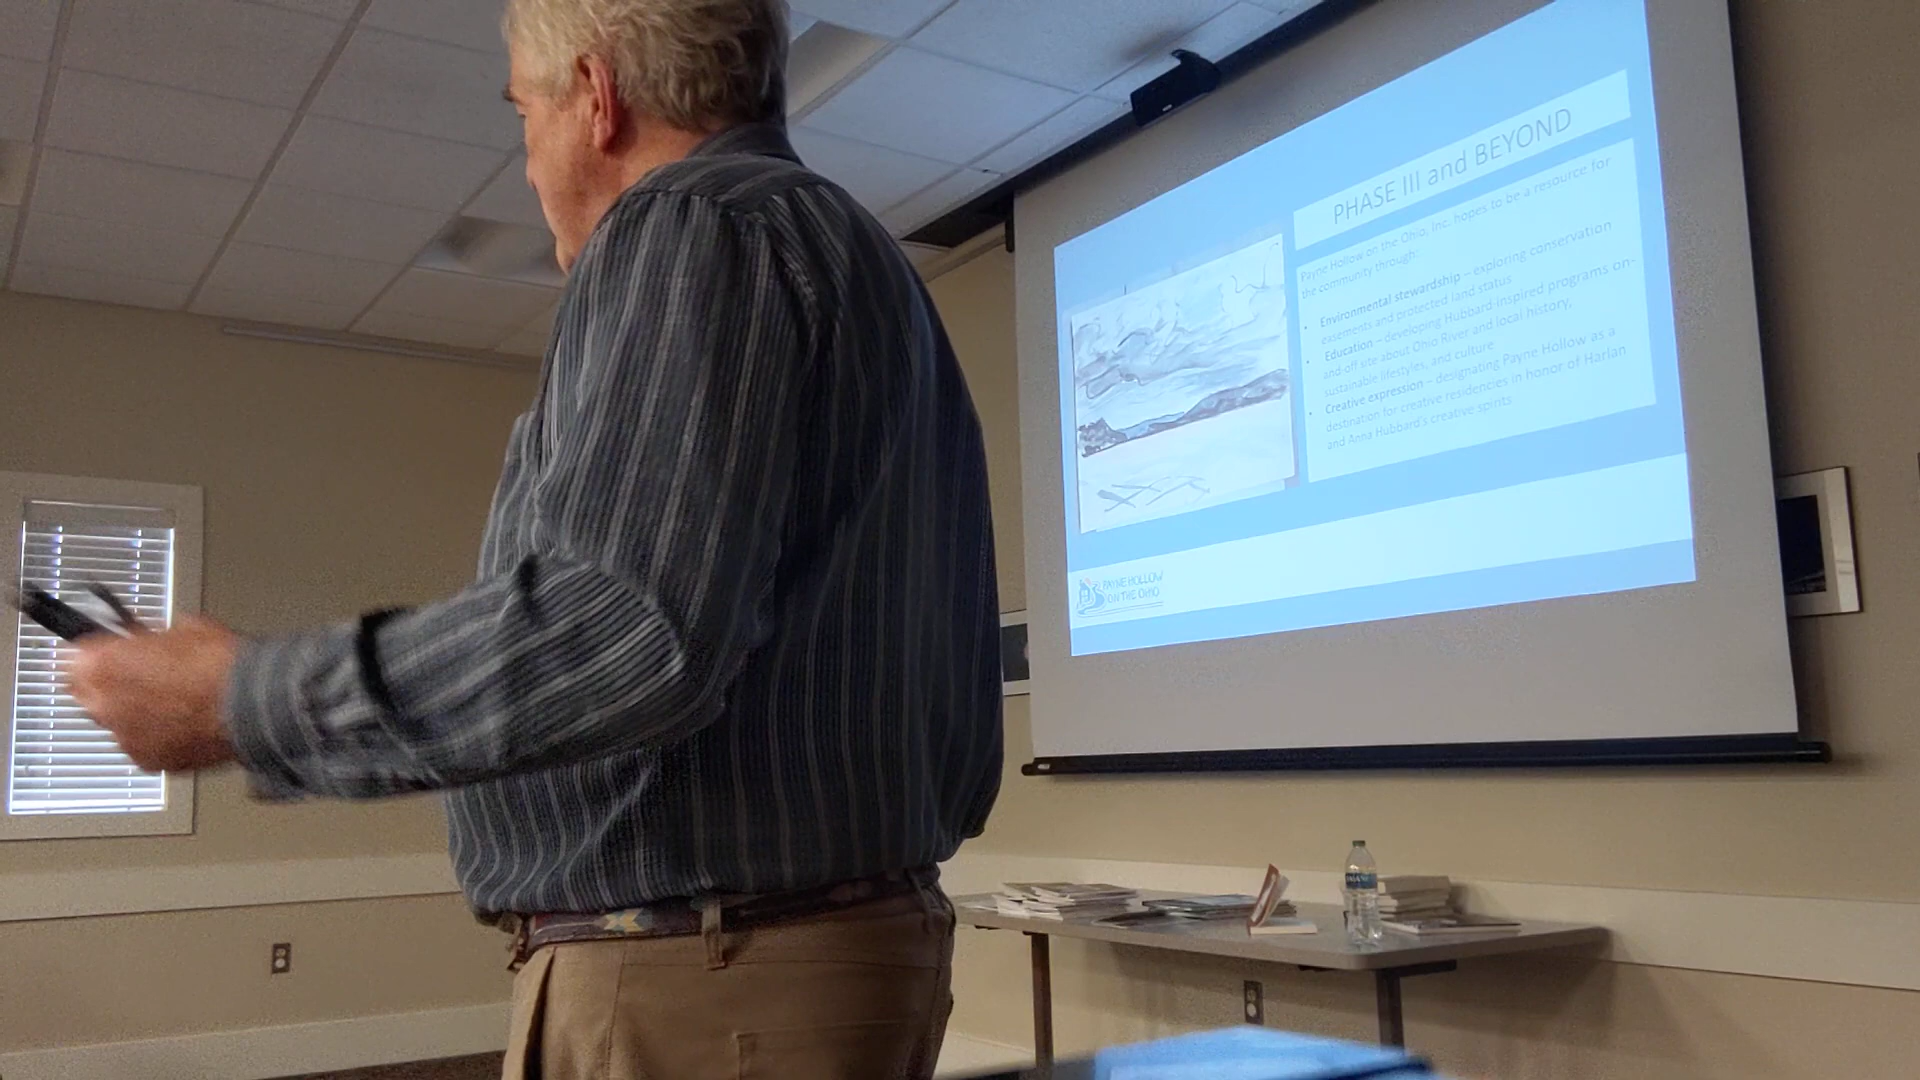 PHASE III and BEYOND
Payne Hollow on the Ohio, Inc. hopes to be a resource for
the community through:
• Environmental stewardship – exploring conservation
easements and protected land status
• Education – developing Hubbard-inspired programs on-
and-off site about Ohio River and local history,
sustainable lifestyles, and culture
• Creative expression – designating Payne Hollow as a
destination for creative residencies in honor of Harlan
and Anna Hubbard's creative spirits
PAYNE HOLLOW
ON THE OHIO